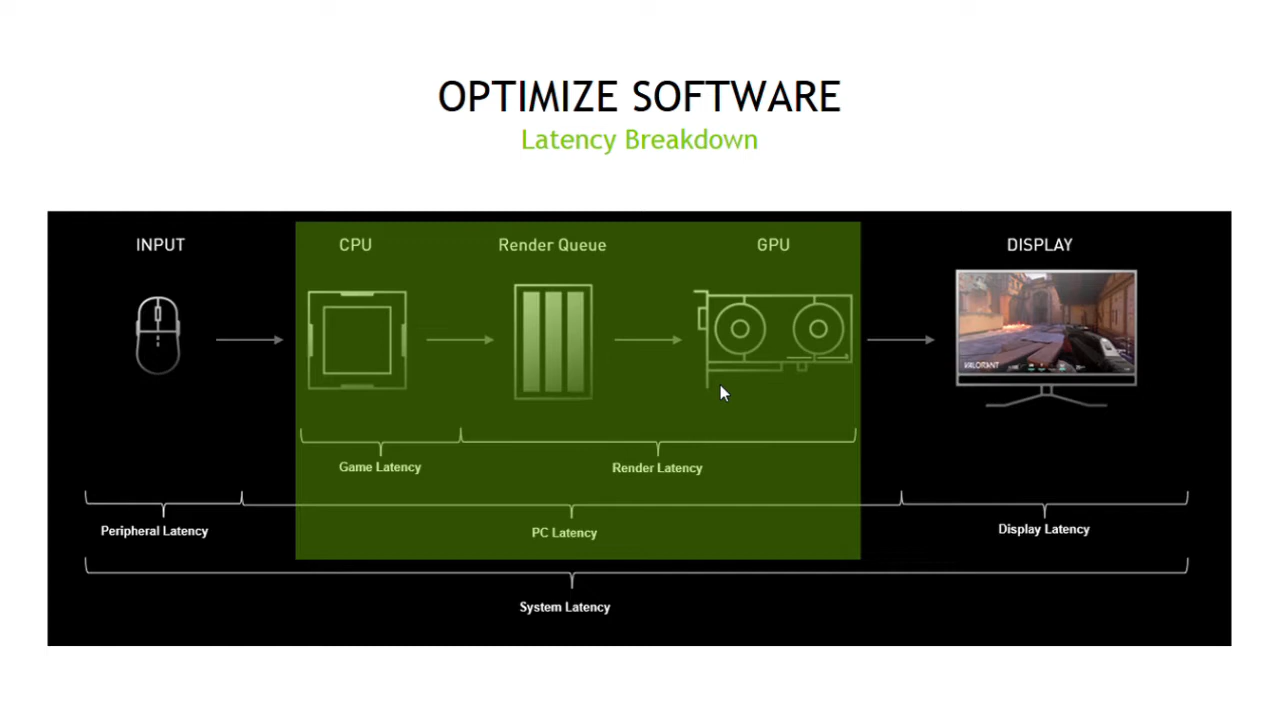 OPTIMIZE SOFTWARE
Latency Breakdown
INPUT
CPU
Render Queue
GPU
DISPLAY
VALORANT
Game Latency
Render Latency
Peripheral Latency
PC Latency
Display Latency
System Latency